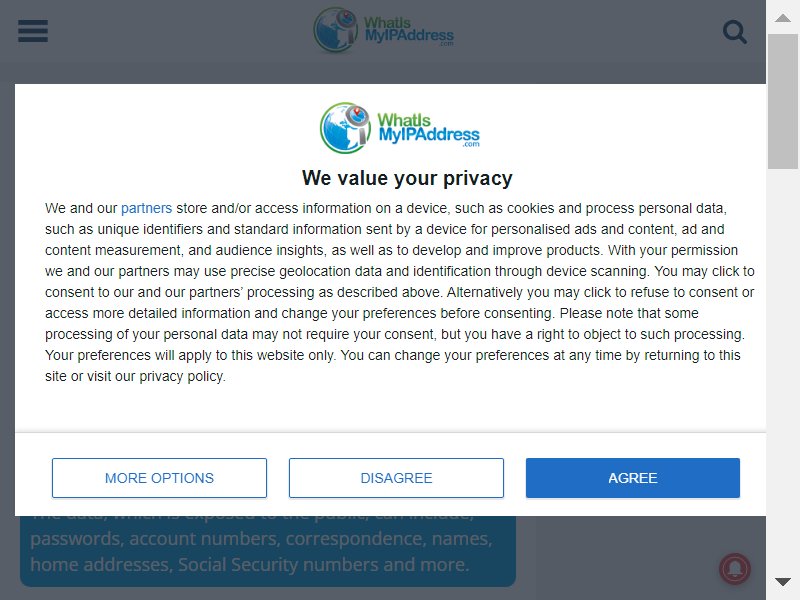 WhatIs
MyIPAddress
.com
WhatIs
MyIPAddress
.com
We value your privacy
We and our partners store and/or access information on a device, such as cookies and process personal data,
such as unique identifiers and standard information sent by a device for personalised ads and content, ad and
content measurement, and audience insights, as well as to develop and improve products. With your permission
we and our partners may use precise geolocation data and identification through device scanning. You may click to
consent to our and our partners’ processing as described above. Alternatively you may click to refuse to consent or
access more detailed information and change your preferences before consenting. Please note that some
processing of your personal data may not require your consent, but you have a right to object to such processing.
Your preferences will apply to this website only. You can change your preferences at any time by returning to this
site or visit our privacy policy.
MORE OPTIONS
DISAGREE
AGREE
The data, which is exposed to the public, can include,
passwords, account numbers, correspondence, names,
home addresses, Social Security numbers and more.